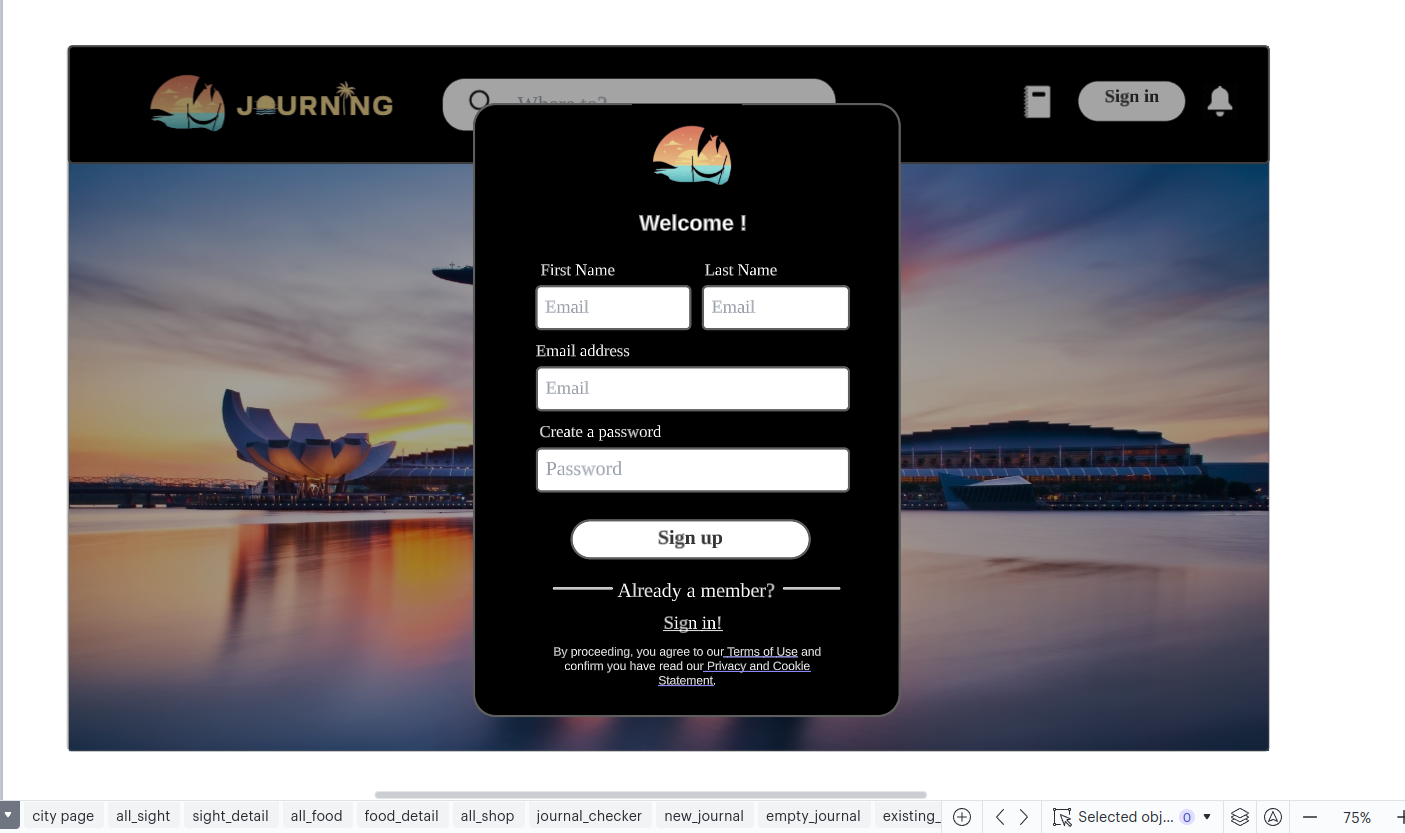 JOURNING
Where to?
Sign in
Welcome !
First Name
Last Name
Email
Email
Email address
Email
Create a password
Password
Sign up
Already a member?
Sign in!
By proceeding, you agree to our Terms of Use and
confirm you have read our Privacy and Cookie
Statement.
city page
all_sight
sight_detail
all_food
food_detail
all_shop
journal_checker
new_journal
empty_journal
existing_
Selected obj...
0
75%